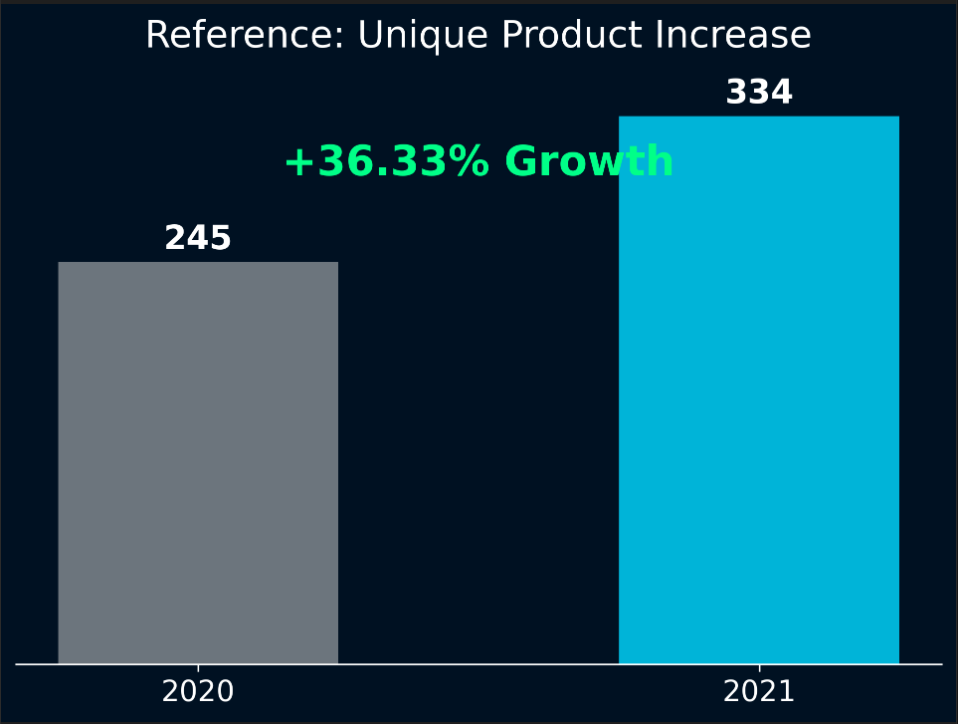 Reference: Unique Product Increase
334
+36.33% Growth
245
2020 2021